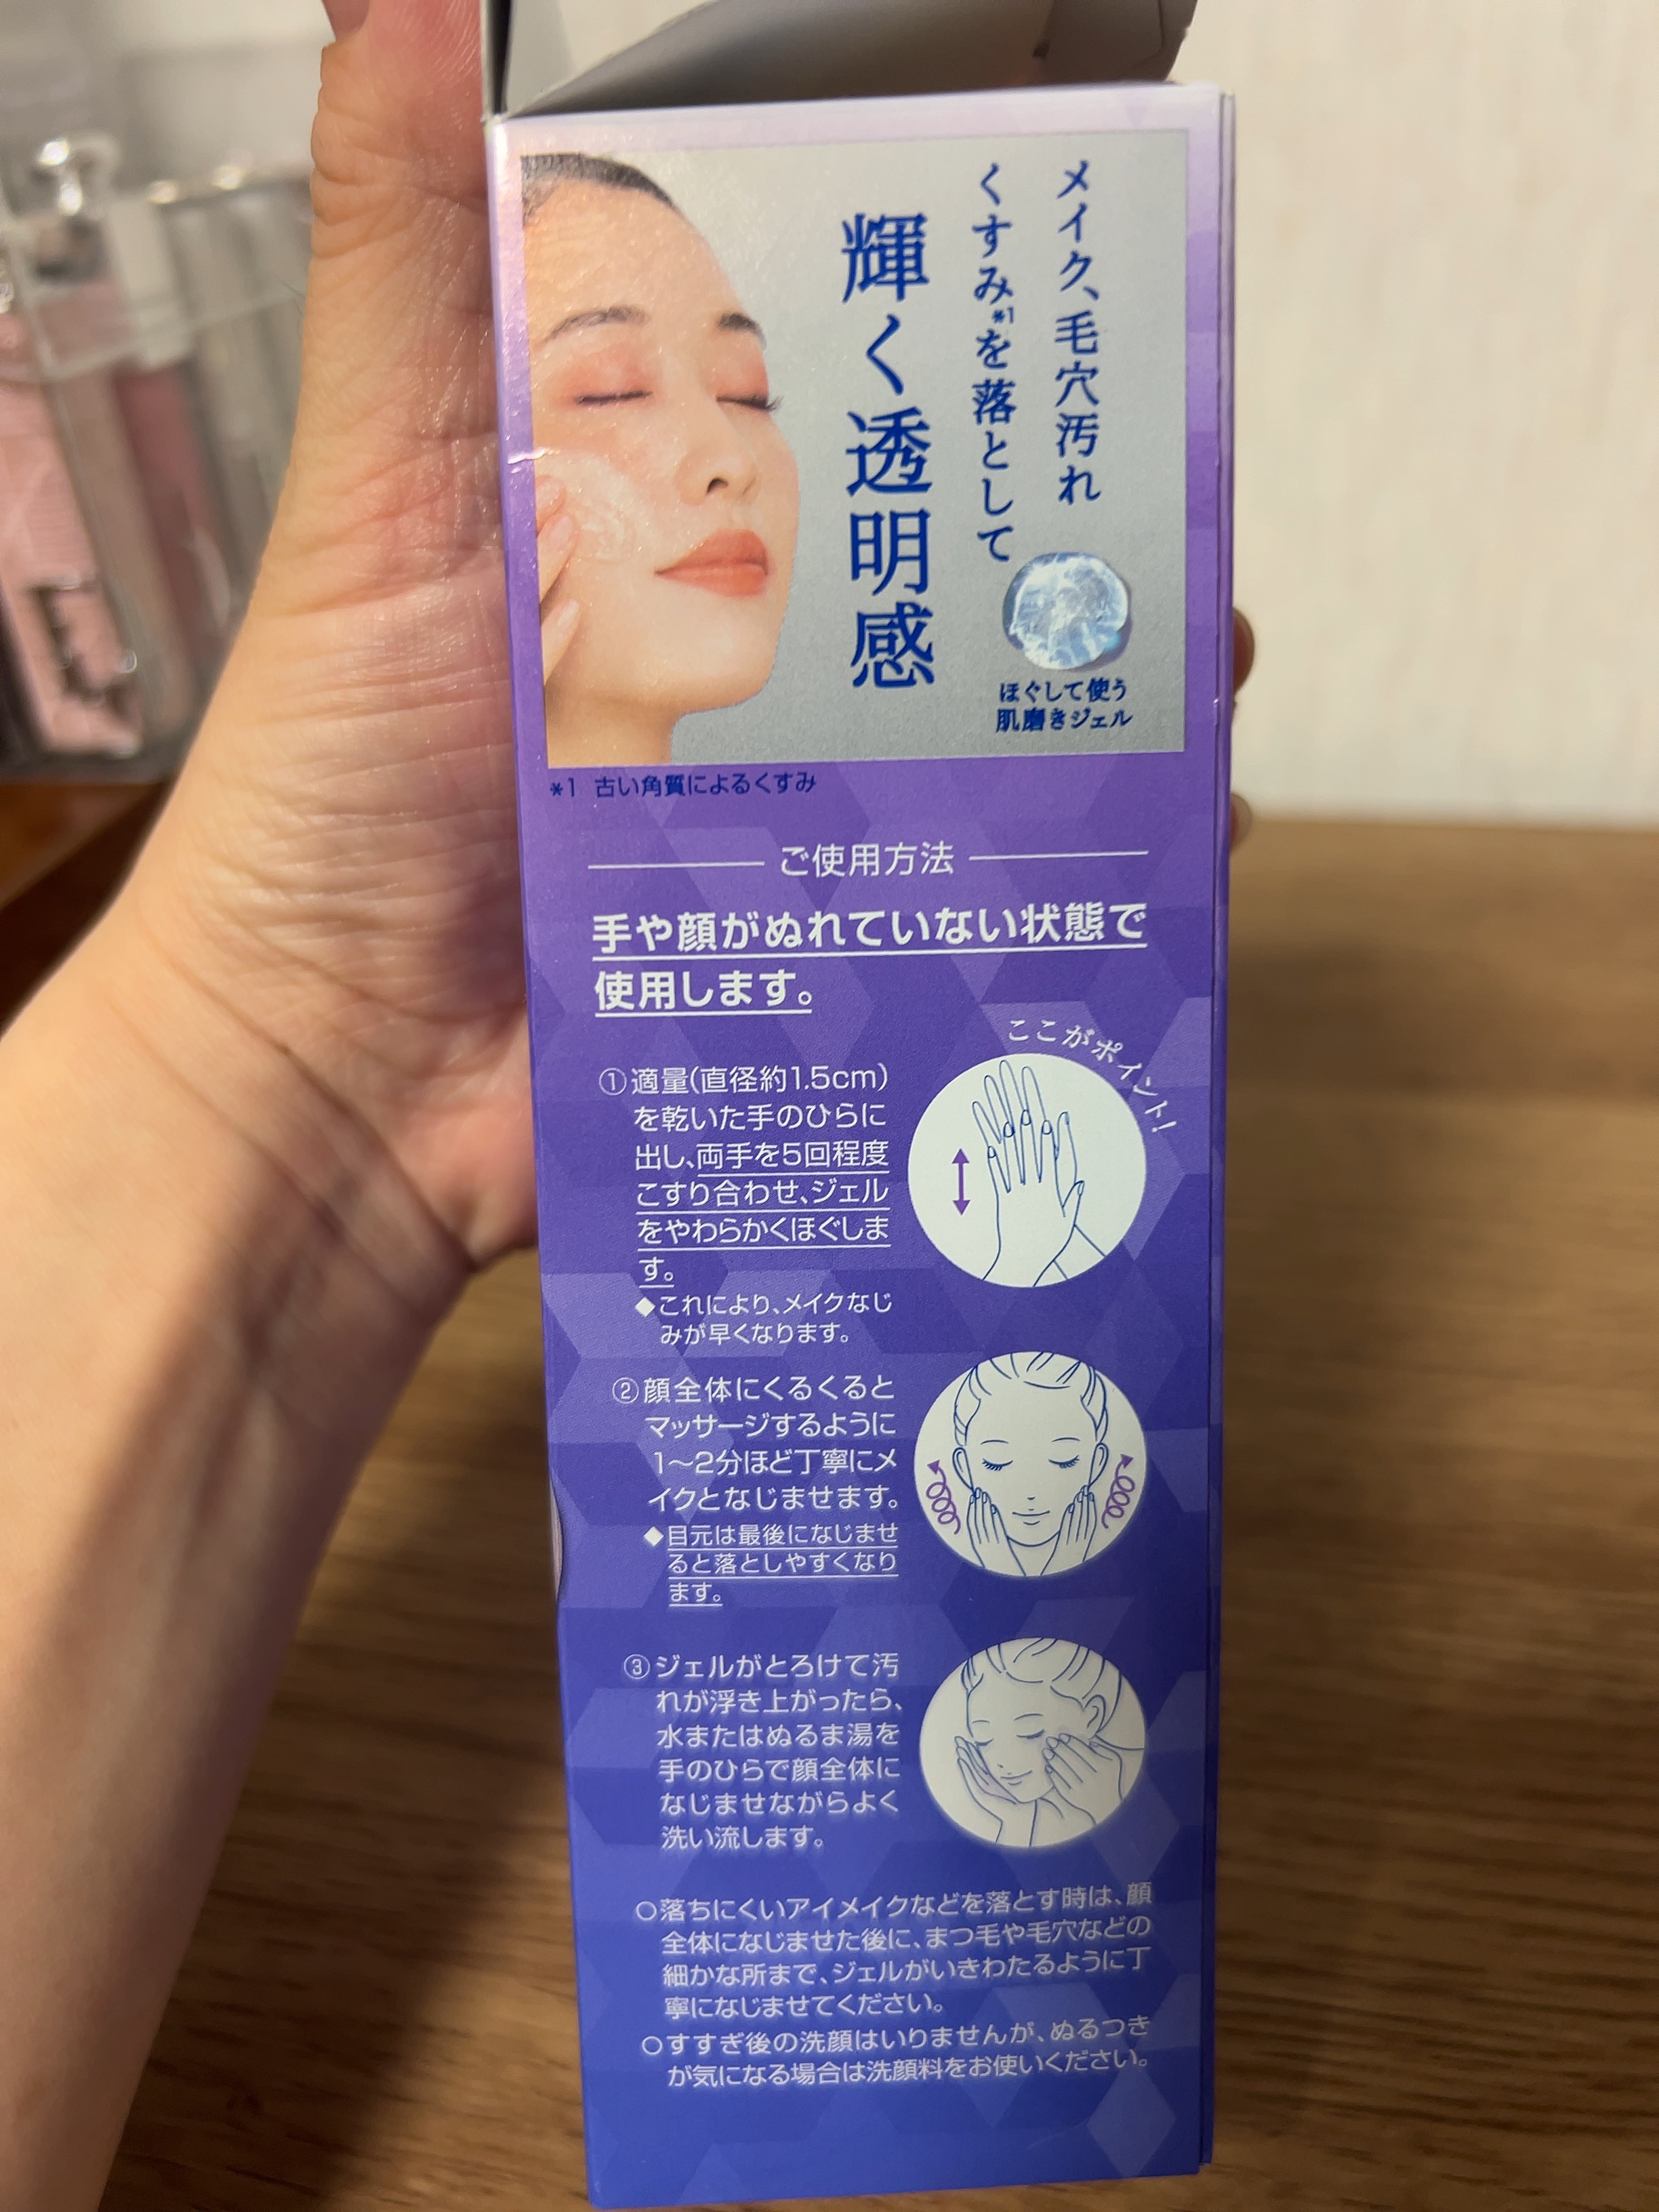 メイク、毛穴汚れ
くすみ*1を落として
輝く透明感
ほぐして使う
肌磨きジェル
*1 古い角質によるくすみ
ご使用方法
手や顔がぬれていない状態で
使用します。
ここがポイント!
①適量(直径約1.5cm)
を乾いた手のひらに
出し、両手を5回程度
こすり合わせ、ジェル
をやわらかくほぐしま
す。
◆これにより、メイクなじ
みが早くなります。
②顔全体にくるくると
マッサージするように
1〜2分ほど丁寧にメ
イクとなじませます。
◆目元は最後になじませ
ると落としやすくなり
ます。
③ジェルがとろけて汚
れが浮き上がったら、
水またはぬるま湯を
手のひらで顔全体に
なじませながらよく
洗い流します。
○落ちにくいアイメイクなどを落とす時は、顔
全体になじませた後に、まつ毛や毛穴などの
細かな所まで、ジェルがいきわたるように丁
寧になじませてください。
○すすぎ後の洗顔はいりませんが、ぬるつき
が気になる場合は洗顔料をお使いください。